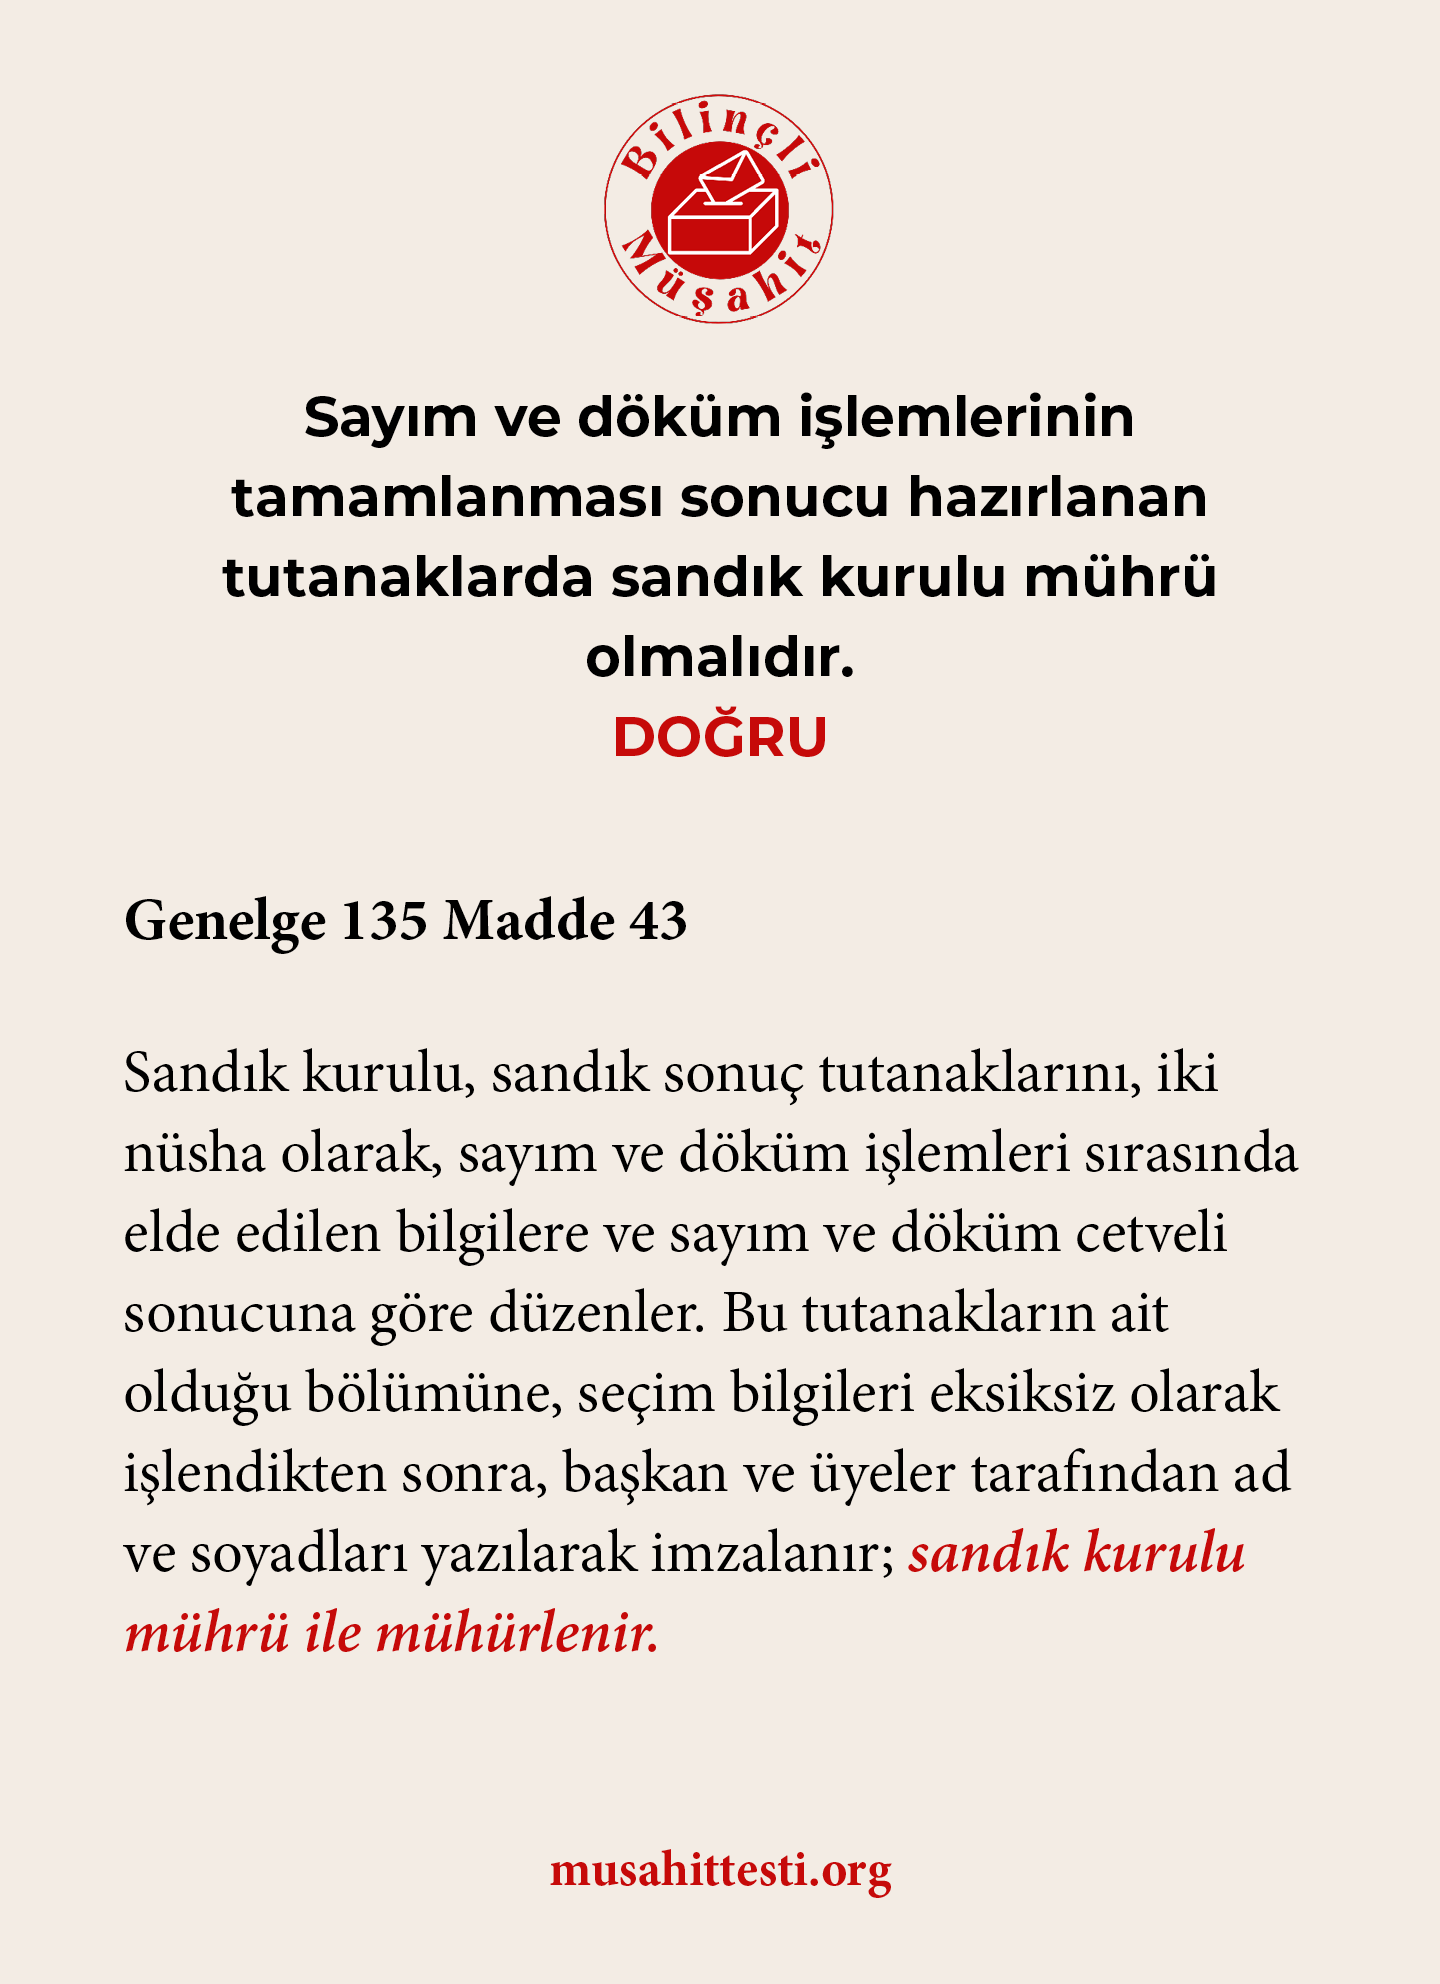 Bilinçli
Müşahit
Sayım ve döküm işlemlerinin
tamamlanması sonucu hazırlanan
tutanaklarda sandık kurulu mührü
olmalıdır.
DOĞRU
Genelge 135 Madde 43
Sandık kurulu, sandık sonuç tutanaklarını, iki
nüsha olarak, sayım ve döküm işlemleri sırasında
elde edilen bilgilere ve sayım ve döküm cetveli
sonucuna göre düzenler. Bu tutanakların ait
olduğu bölümüne, seçim bilgileri eksiksiz olarak
işlendikten sonra, başkan ve üyeler tarafından ad
ve soyadları yazılarak imzalanır; sandık kurulu
mührü ile mühürlenir.
musahittesti.org